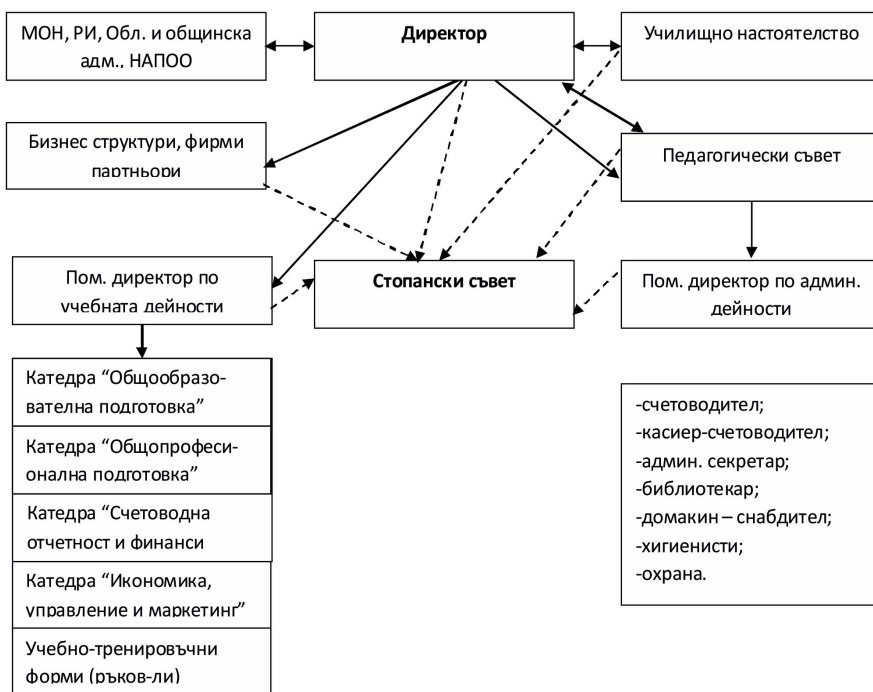 МОН, РИ, Обл. и общинска
адм., НАПОО
Директор
Училищно настоятелство
Бизнес структури, фирми
партньори
Педагогически съвет
Пом. директор по
учебната дейности
Стопански съвет
Пом. директор по админ.
дейности
Катедра “Общообразо-
вателна подготовка”
Катедра “Общопрофеси-
онална подготовка”
Катедра “Счетоводна
отчетност и финанси
Катедра “Икономика,
управление и маркетинг”
Учебно-тренировъчни
форми (ръков-ли)
-счетоводител;
-касиер-счетоводител;
-админ. секретар;
-библиотекар;
-домакин – снабдител;
-хигиенисти;
-охрана.